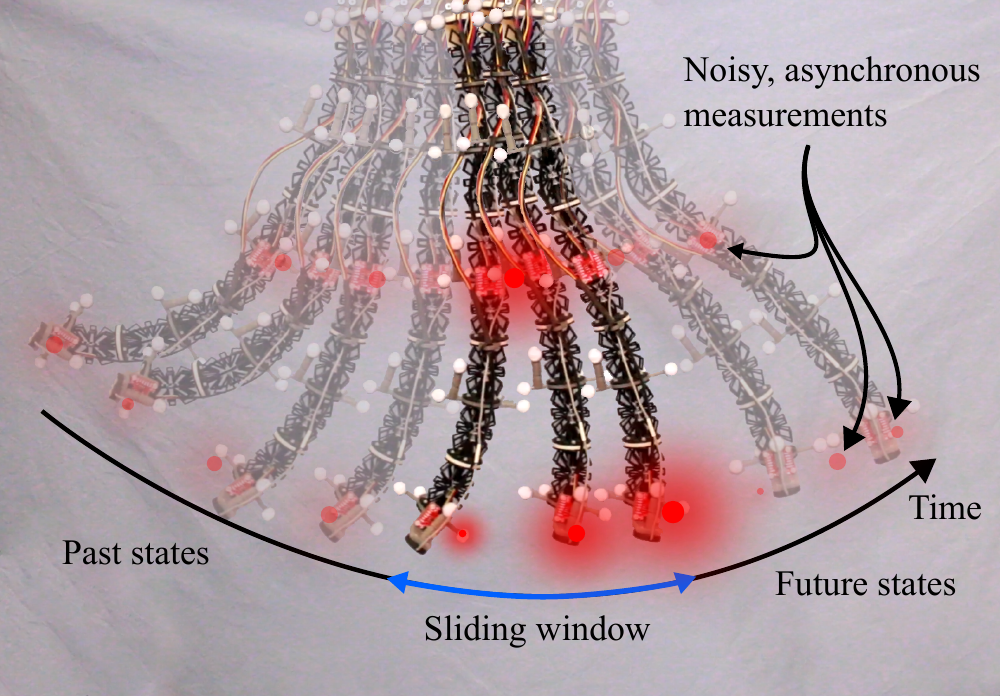 Noisy, asynchronous
measurements
Time
Past states
Future states
Sliding window